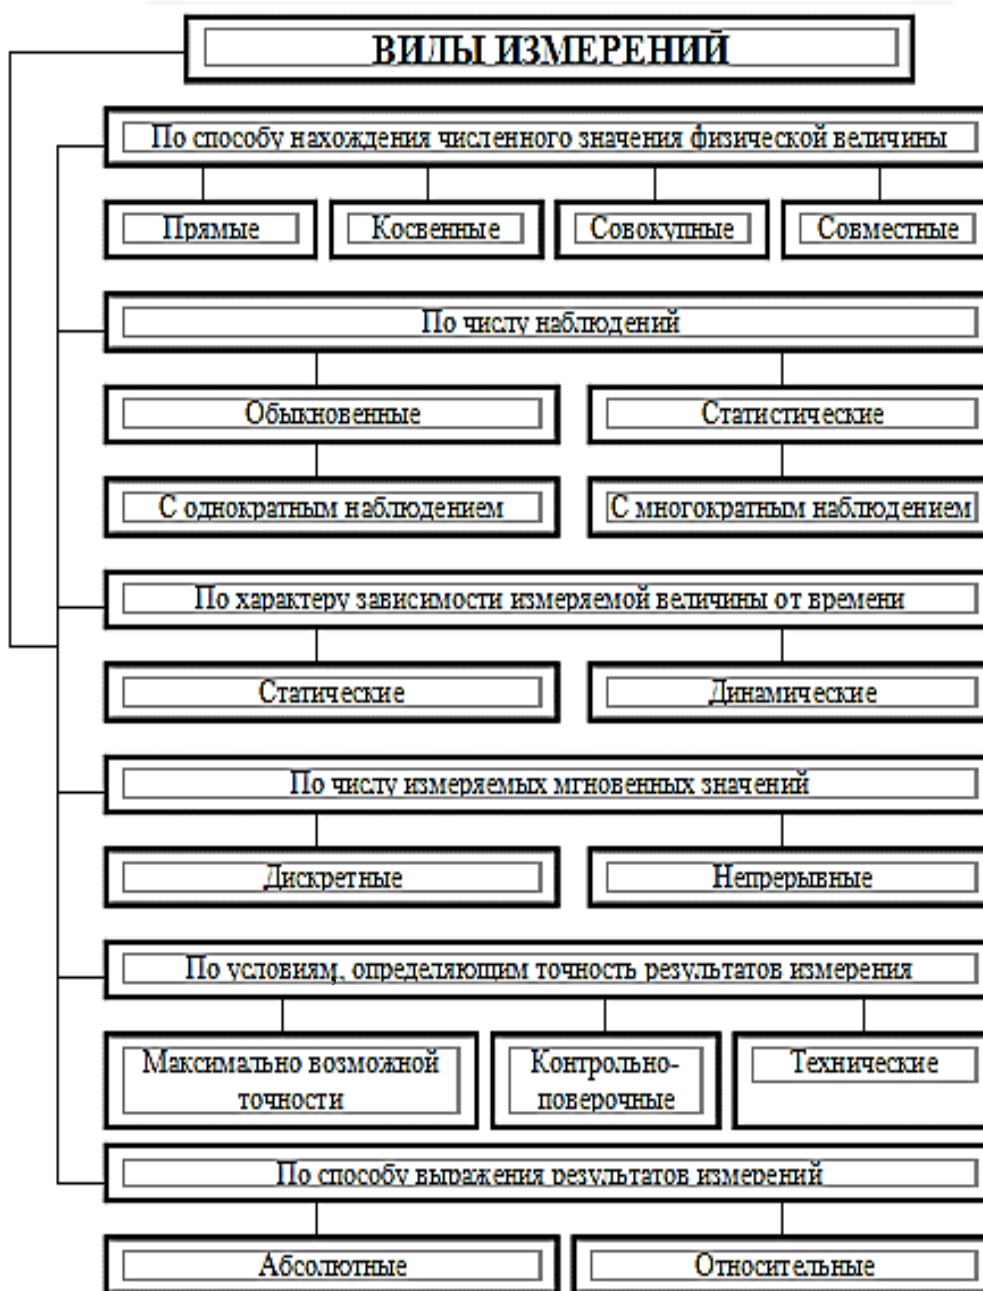 ВИДЫ ИЗМЕРЕНИЙ
По способу нахождения численного значения физической величины
Прямые
Косвенные
Совокупные
Совместные
По числу наблюдений
Обыкновенные
Статистические
С однократным наблюдением
С многократным наблюдением
По характеру зависимости измеряемой величины от времени
Статические
Динамические
По числу измеряемых мгновенных значений
Дискретные
Непрерывные
По условиям, определяющим точность результатов измерения
Максимально возможной
точности
Контрольно-
поверочные
Технические
По способу выражения результатов измерений
Абсолютные
Относительные